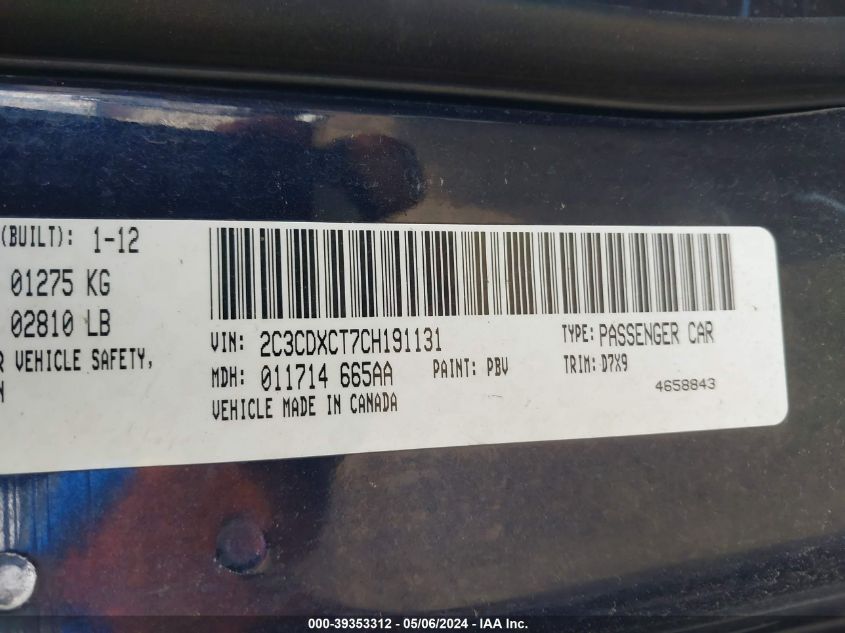 (BUILT): 1-12
01275 KG
02810 LB
R VEHICLE SAFETY,
N
VIN: 2C3CDXCT7CH191131
TYPE: PASSENGER CAR
MDH: 011714 665AA
PAINT: PBV
TRIM: D7X9
VEHICLE MADE IN CANADA
4658843
000-39353312 - 05/06/2024 - IAA Inc.